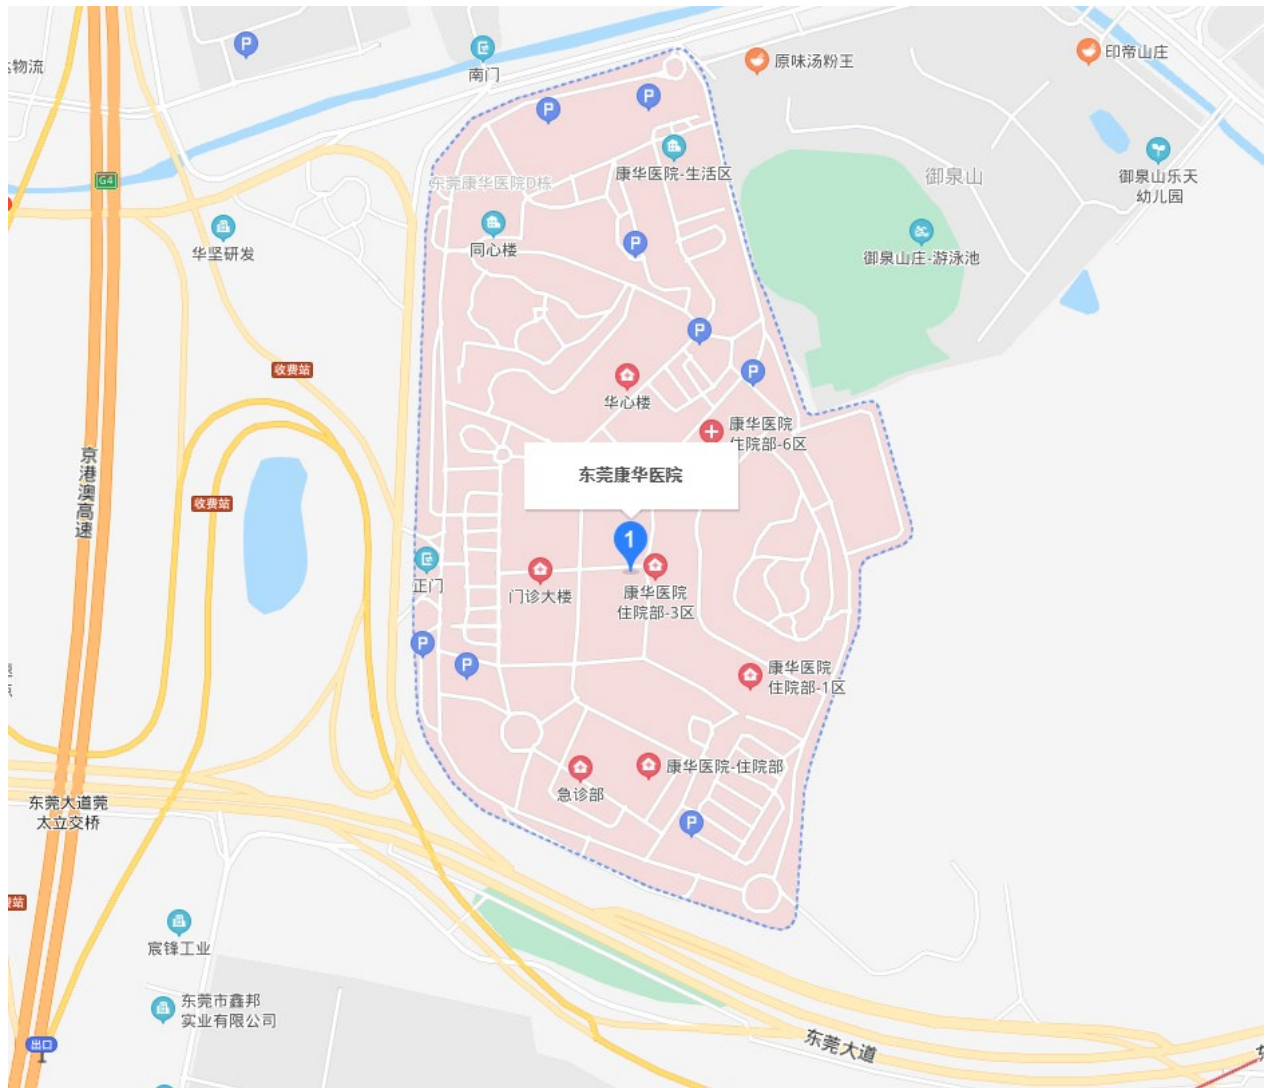 P
达物流
南门
原味汤粉王
印帝山庄
P
P
G4
康华医院-生活区
东莞康华医院D栋
御泉山
御泉山乐天
幼儿园
华坚研发
同心楼
P
御泉山庄-游泳池
P
收费站
P
华心楼
康华医院
住院部-6区
京港澳高速
东莞康华医院
收费站
1
正门
门诊大楼
康华医院
住院部-3区
P
P
康华医院
住院部-1区
东莞大道莞
太立交桥
急诊部
康华医院-住院部
P
宸锋工业
东莞市鑫邦
实业有限公司
出口
东莞大道